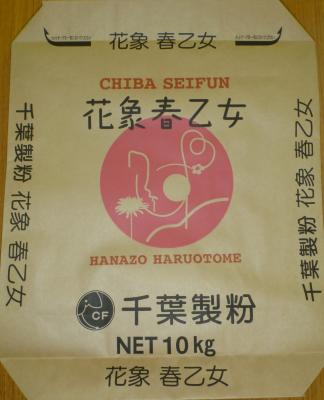 花象 春乙女
CHIBA SEIFUN
花象 春乙女
HANAZO HARUOTOME
CF 千葉製粉
NET 10kg
花象 春乙女
千葉製粉 花象 春乙女
千葉製粉 花象 春乙女